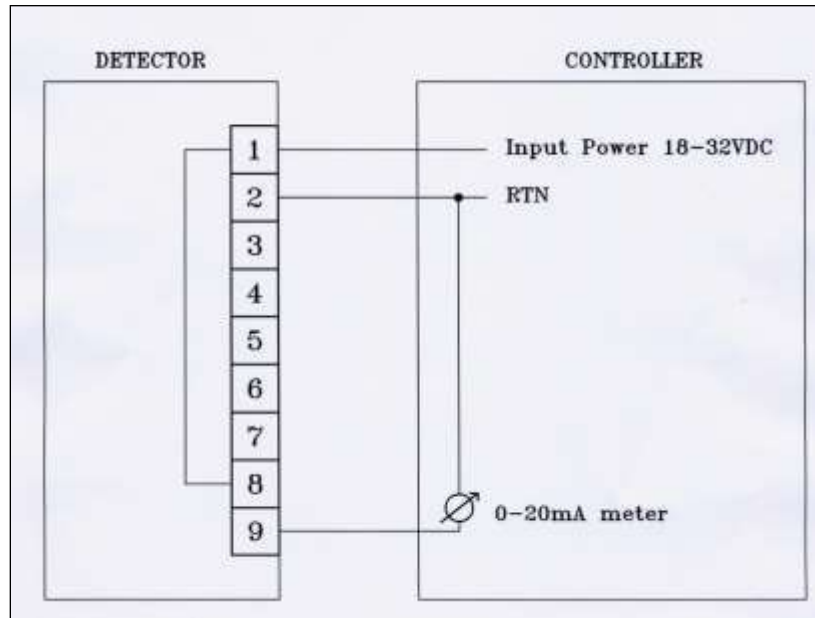 DETECTOR
CONTROLLER
1
Input Power 18-32VDC
2
RTN
3
4
5
6
7
8
0-20mA meter
9